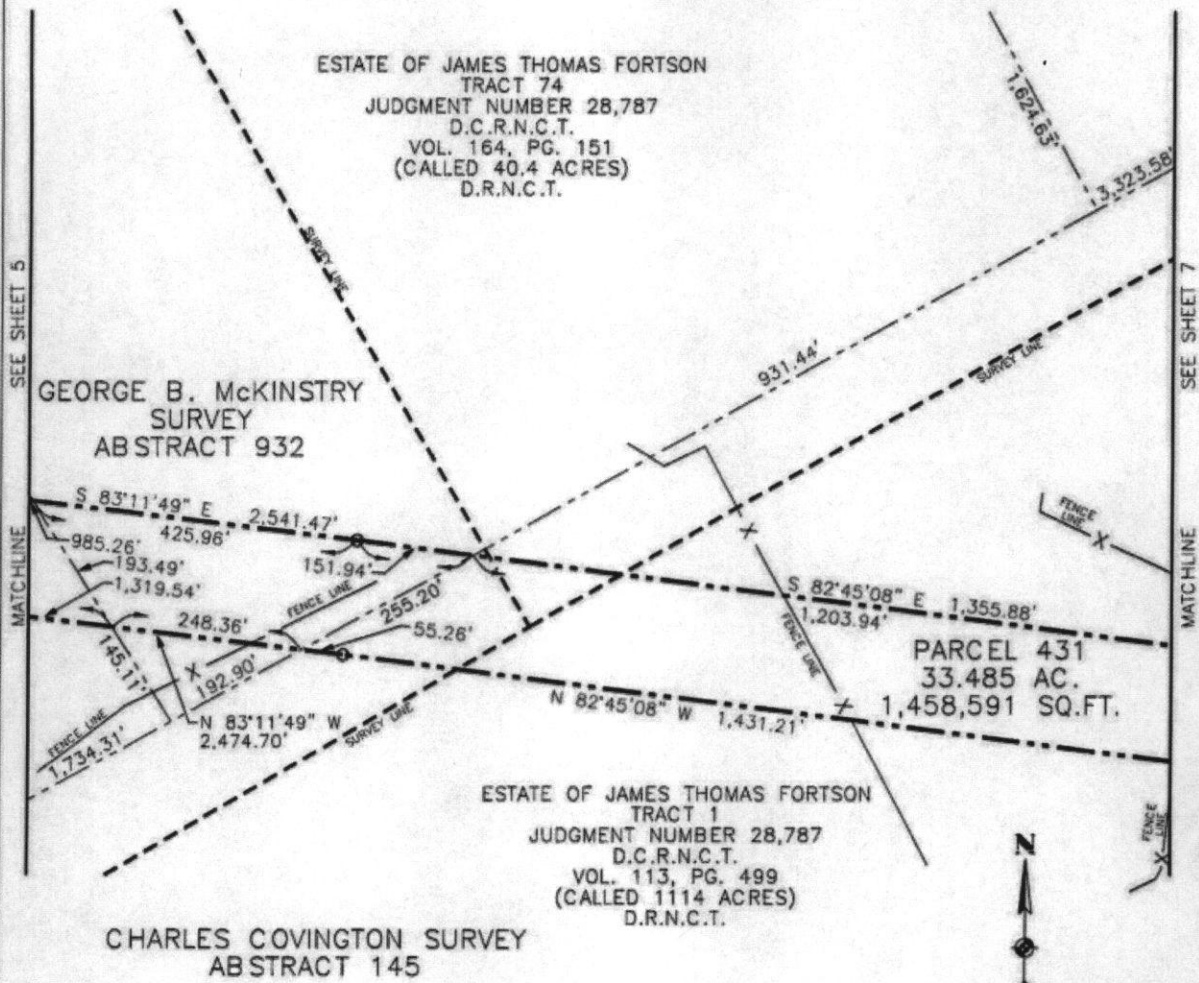 ESTATE OF JAMES THOMAS FORTSON
TRACT 74
JUDGMENT NUMBER 28,787
D.C.R.N.C.T.
VOL. 164, PG. 151
(CALLED 40.4 ACRES)
D.R.N.C.T.
1,624.63'
3,323.58'
SURVEY LINE
SEE SHEET 5
SEE SHEET 7
931.44'
SURVEY LINE
GEORGE B. McKINSTRY
SURVEY
ABSTRACT 932
S 83°11'49" E 2,541.47'
425.96'
FENCE
LINE
X
X
MATCHLINE
985.26'
193.49'
1,319.54'
151.94'
FENCE LINE
255.20'
S 82°45'08" E 1,355.88'
1,203.94'
MATCHLINE
248.36'
55.26'
145.11'
FENCE LINE
PARCEL 431
33.485 AC.
1,458,591 SQ.FT.
X
192.90'
N 82°45'08" W 1,431.21'
X
N 83°11'49" W
2,474.70'
FENCE LINE
1,734.31'
SURVEY LINE
ESTATE OF JAMES THOMAS FORTSON
TRACT 1
JUDGMENT NUMBER 28,787
D.C.R.N.C.T.
VOL. 113, PG. 499
(CALLED 1114 ACRES)
D.R.N.C.T.
FENCE
LINE
X
N
CHARLES COVINGTON SURVEY
ABSTRACT 145